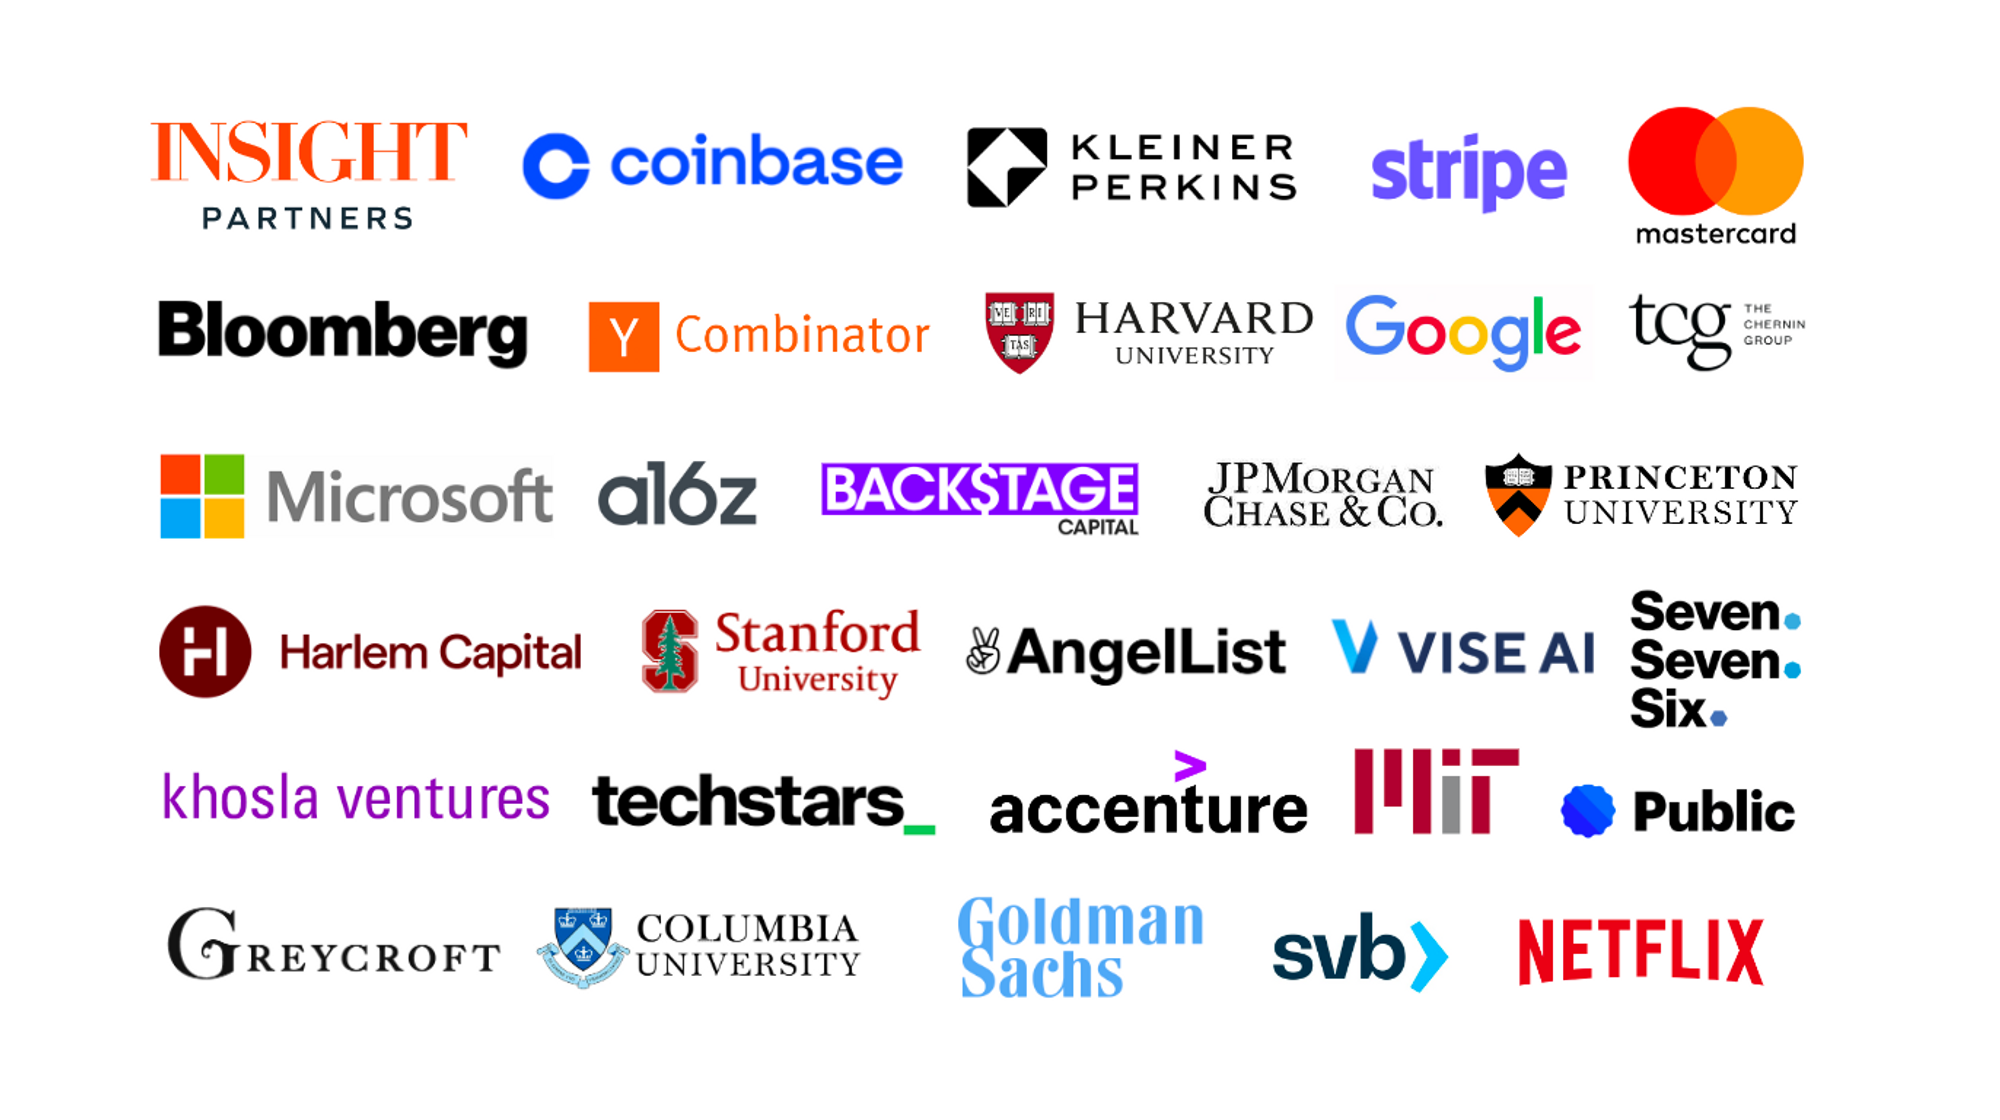 INSIGHT
PARTNERS
coinbase
KLEINER
PERKINS
stripe
mastercard
Bloomberg
Y Combinator
VE RI
TAS
HARVARD
UNIVERSITY
Google
tcg
THE
CHERNIN
GROUP
Microsoft
a16z
BACK$TAGE
CAPITAL
JPMORGAN
CHASE & CO.
PRINCETON
UNIVERSITY
H Harlem Capital
S Stanford
University
AngelList
VISE AI
Seven.
Seven.
Six.
khosla ventures
techstars_
accenture
MIT
Public
GREYCROFT
COLUMBIA
UNIVERSITY
Goldman
Sachs
svb
NETFLIX